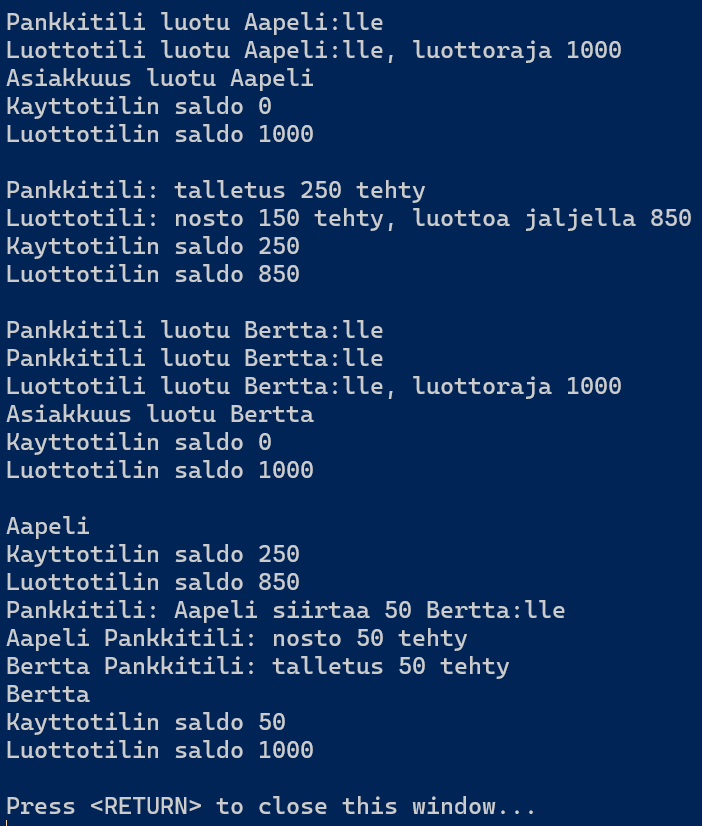 Pankkitili luotu Aapeli:lle
Luottotili luotu Aapeli:lle, luottoraja 1000
Asiakkuus luotu Aapeli
Kayttotilin saldo 0
Luottotilin saldo 1000

Pankkitili: talletus 250 tehty
Luottotili: nosto 150 tehty, luottoa jaljella 850
Kayttotilin saldo 250
Luottotilin saldo 850

Pankkitili luotu Bertta:lle
Pankkitili luotu Bertta:lle
Luottotili luotu Bertta:lle, luottoraja 1000
Asiakkuus luotu Bertta
Kayttotilin saldo 0
Luottotilin saldo 1000

Aapeli
Kayttotilin saldo 250
Luottotilin saldo 850
Pankkitili: Aapeli siirtaa 50 Bertta:lle
Aapeli Pankkitili: nosto 50 tehty
Bertta Pankkitili: talletus 50 tehty
Bertta
Kayttotilin saldo 50
Luottotilin saldo 1000

Press <RETURN> to close this window...